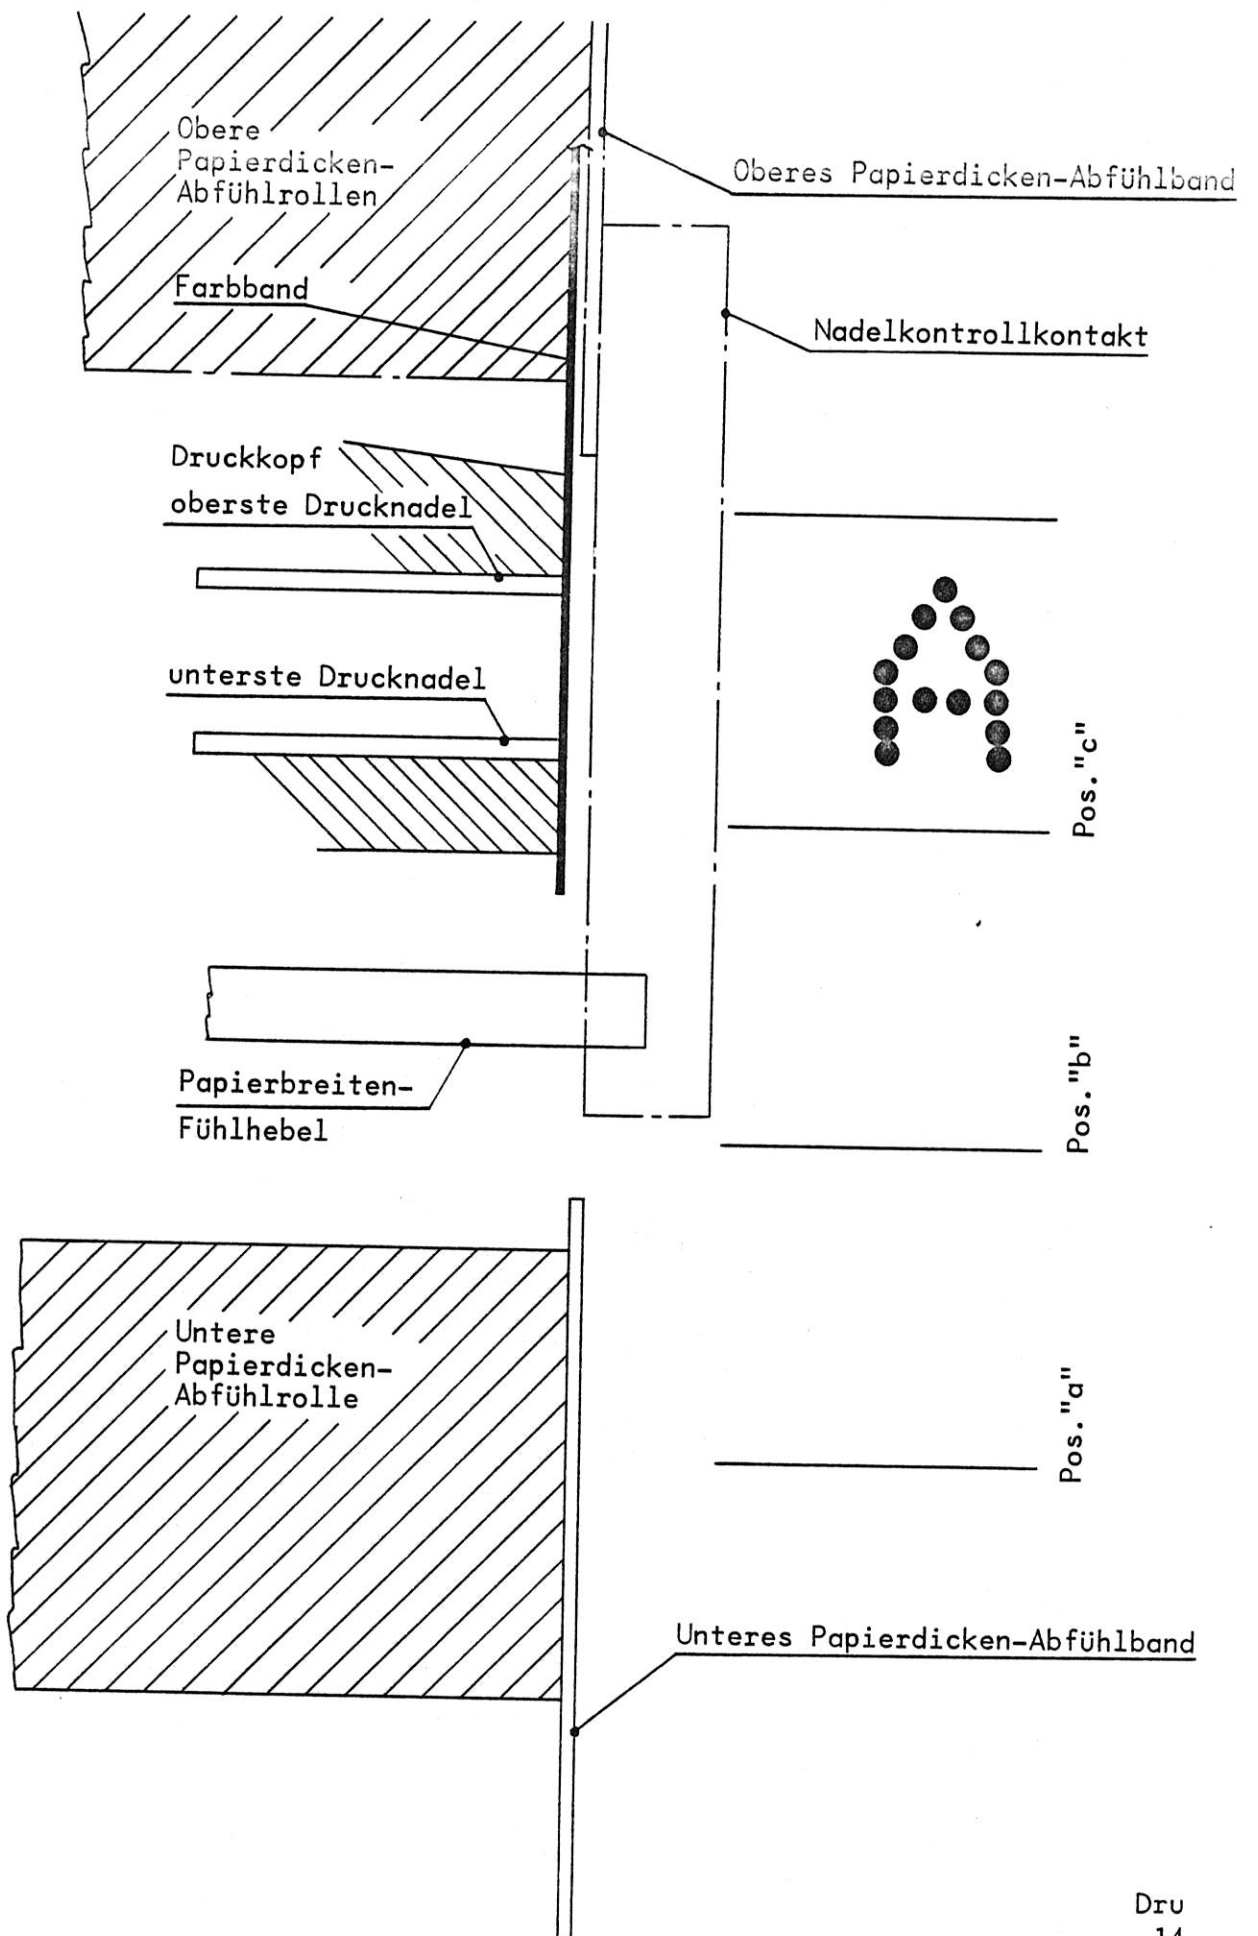 Obere
Papierdicken-
Abfühlrollen
Oberes Papierdicken-Abfühlband
Farbband
Nadelkontrollkontakt
Druckkopf
oberste Drucknadel
unterste Drucknadel
Pos."c"
Papierbreiten-
Fühlhebel
Pos."b"
Untere
Papierdicken-
Abfühlrolle
Pos."a"
Unteres Papierdicken-Abfühlband
Dru
14